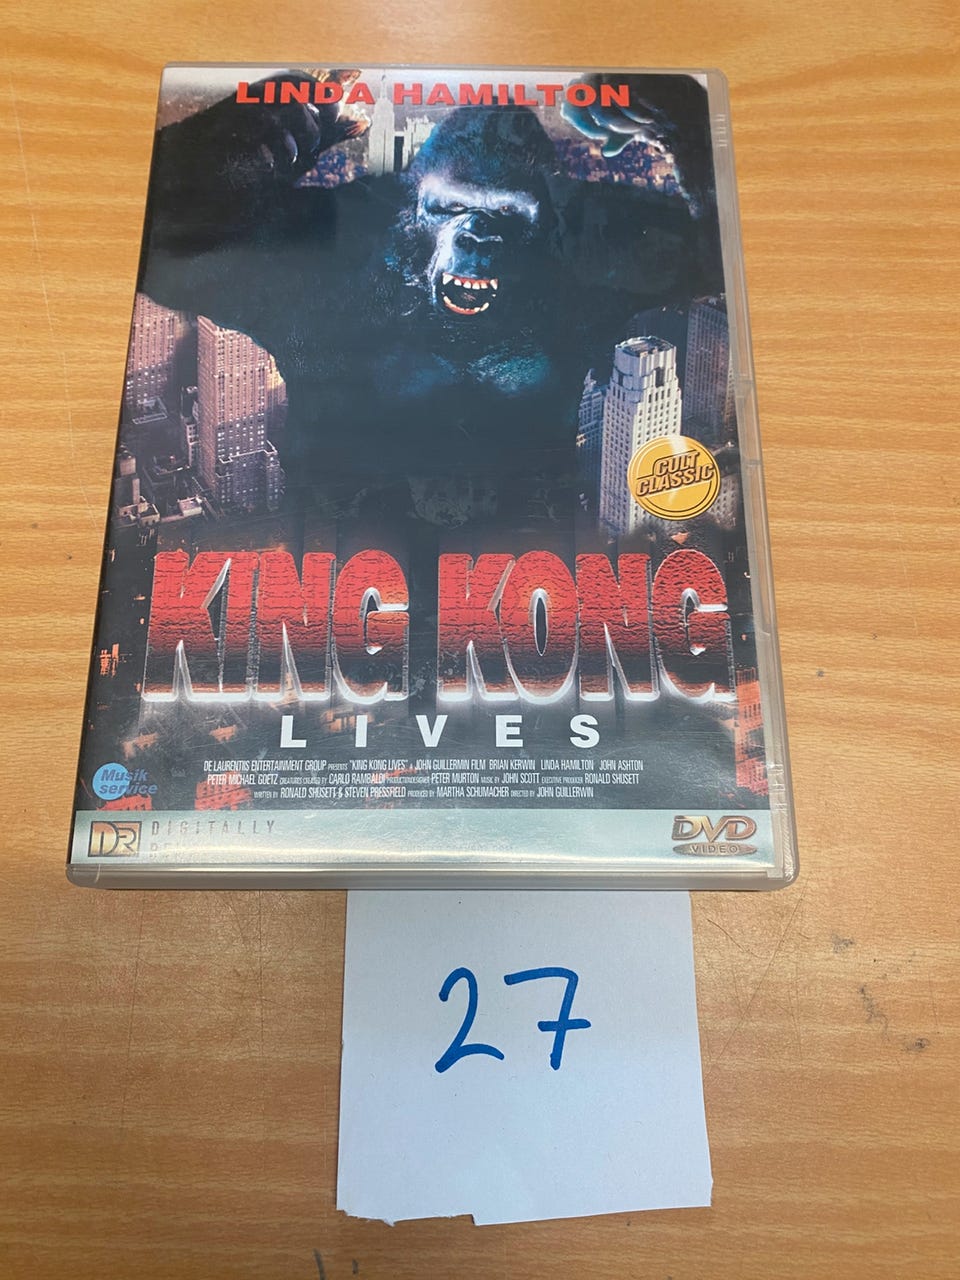 LINDA HAMILTON
CULT
CLASSIC
KING KONG
LIVES
DE LAURENTIIS ENTERTAINMENT GROUP PRESENTS "KING KONG LIVES" A JOHN GUILLERMIN FILM BRIAN KERWIN LINDA HAMILTON JOHN ASHTON
PETER MICHAEL GOETZ CREATURES CREATED BY CARLO RAMBALDI PRODUCTIONDESIGNER PETER MURTON MUSIC BY JOHN SCOTT EXECUTIVE PRODUCER RONALD SHUSETT
WRITTEN BY RONALD SHUSETT & STEVEN PRESSFIELD PRODUCED BY MARTHA SCHUMACHER DIRECTED BY JOHN GUILLERWIN
Musik
service
DR DIGITALLY
DVD
VIDEO
27